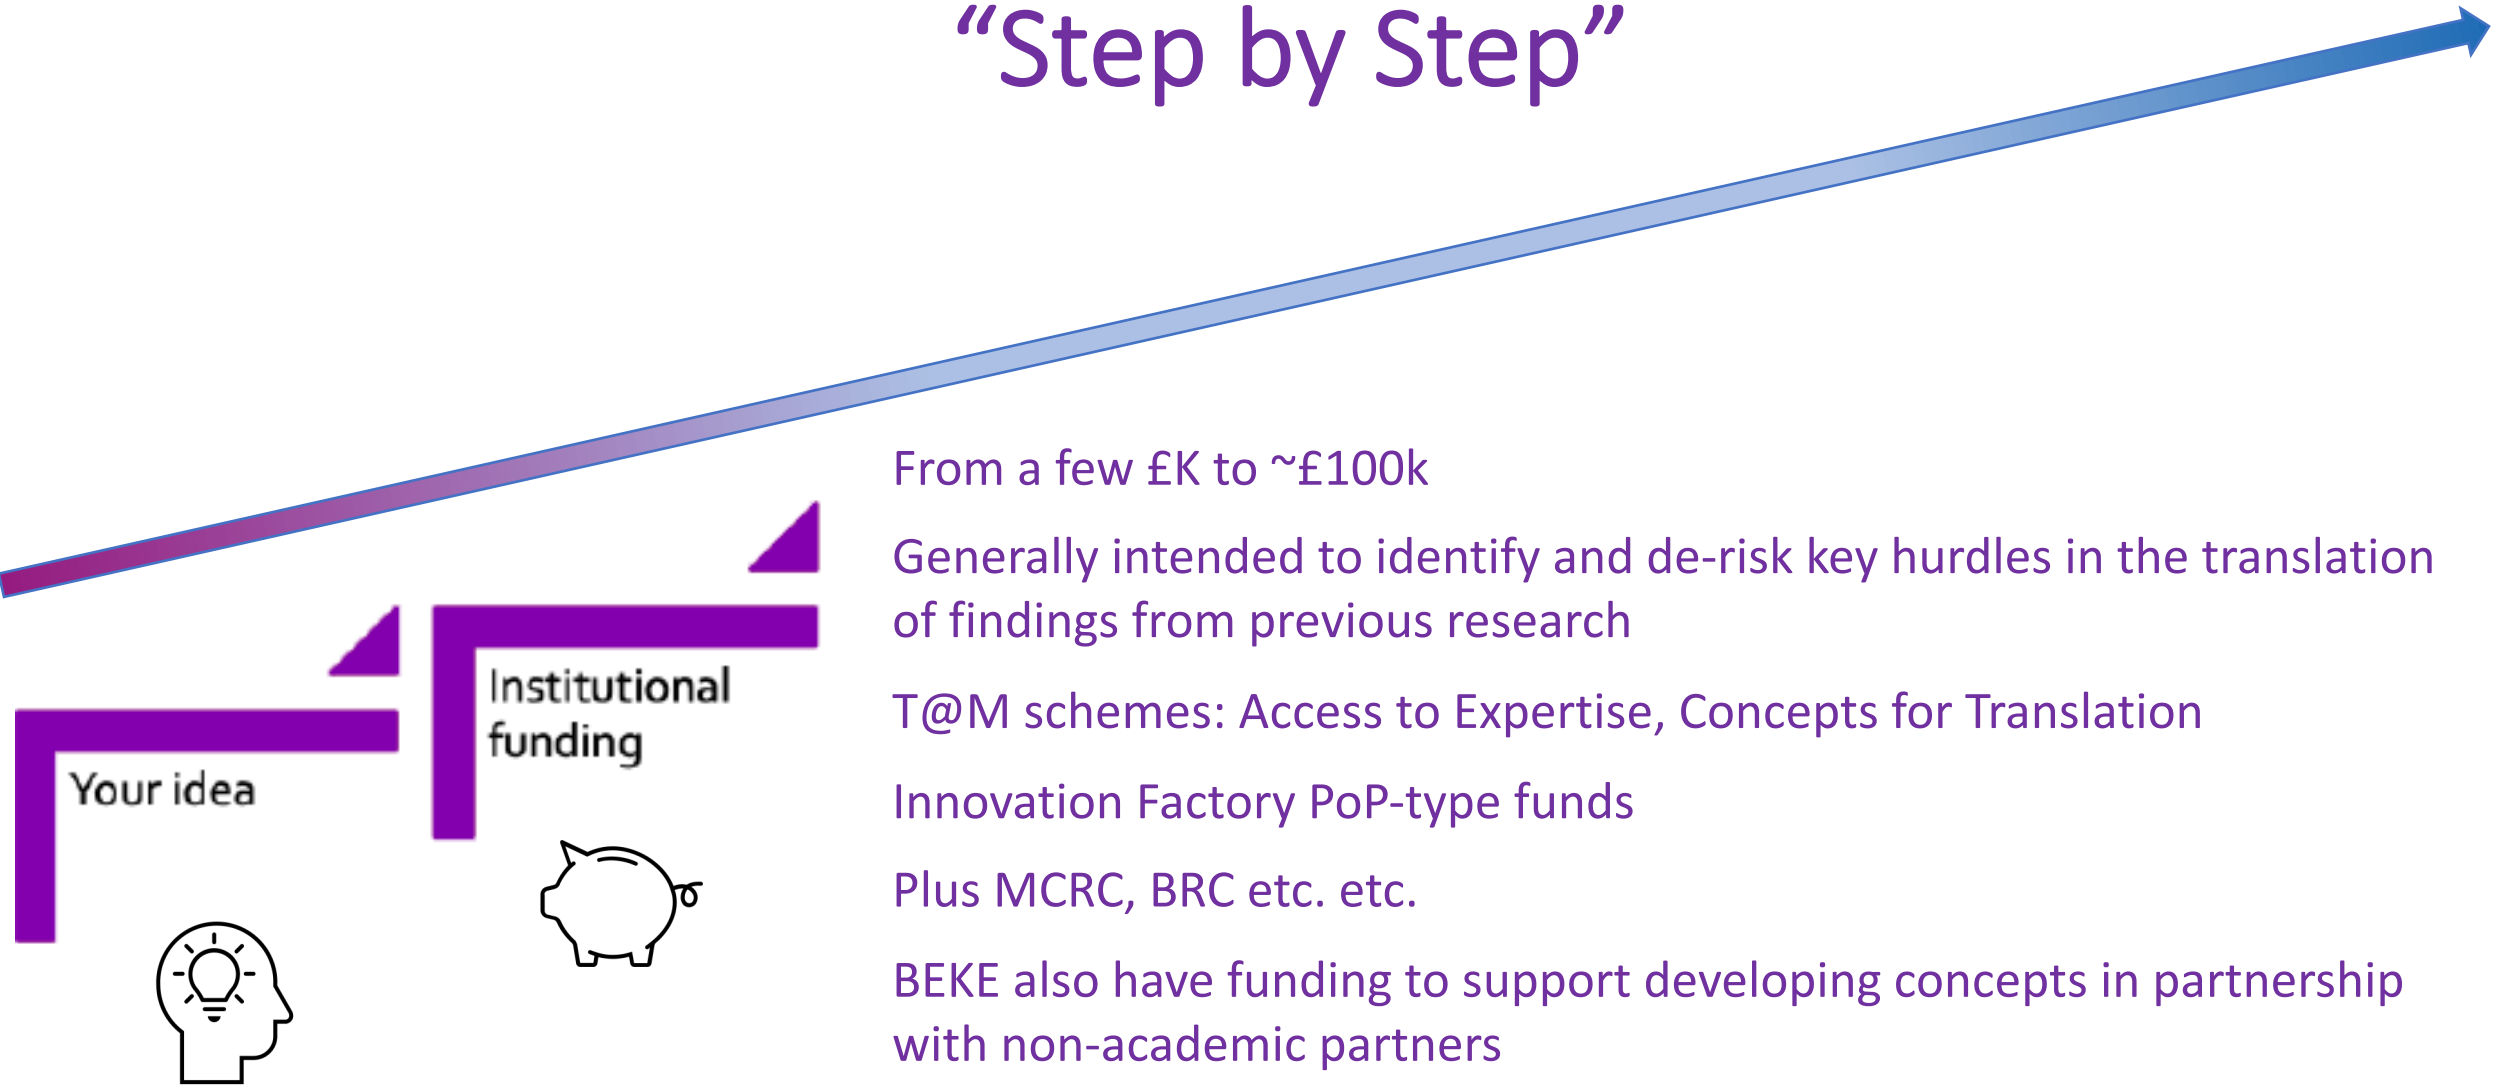 “Step by Step”
From a few £K to ~£100k
Generally intended to identify and de-risk key hurdles in the translation
of findings from previous research
T@M schemes: Access to Expertise, Concepts for Translation
Innovation Factory PoP-type funds
Plus MCRC, BRC etc. etc.
BEKE also have funding to support developing concepts in partnership
with non-academic partners
Institutional
funding
Your idea